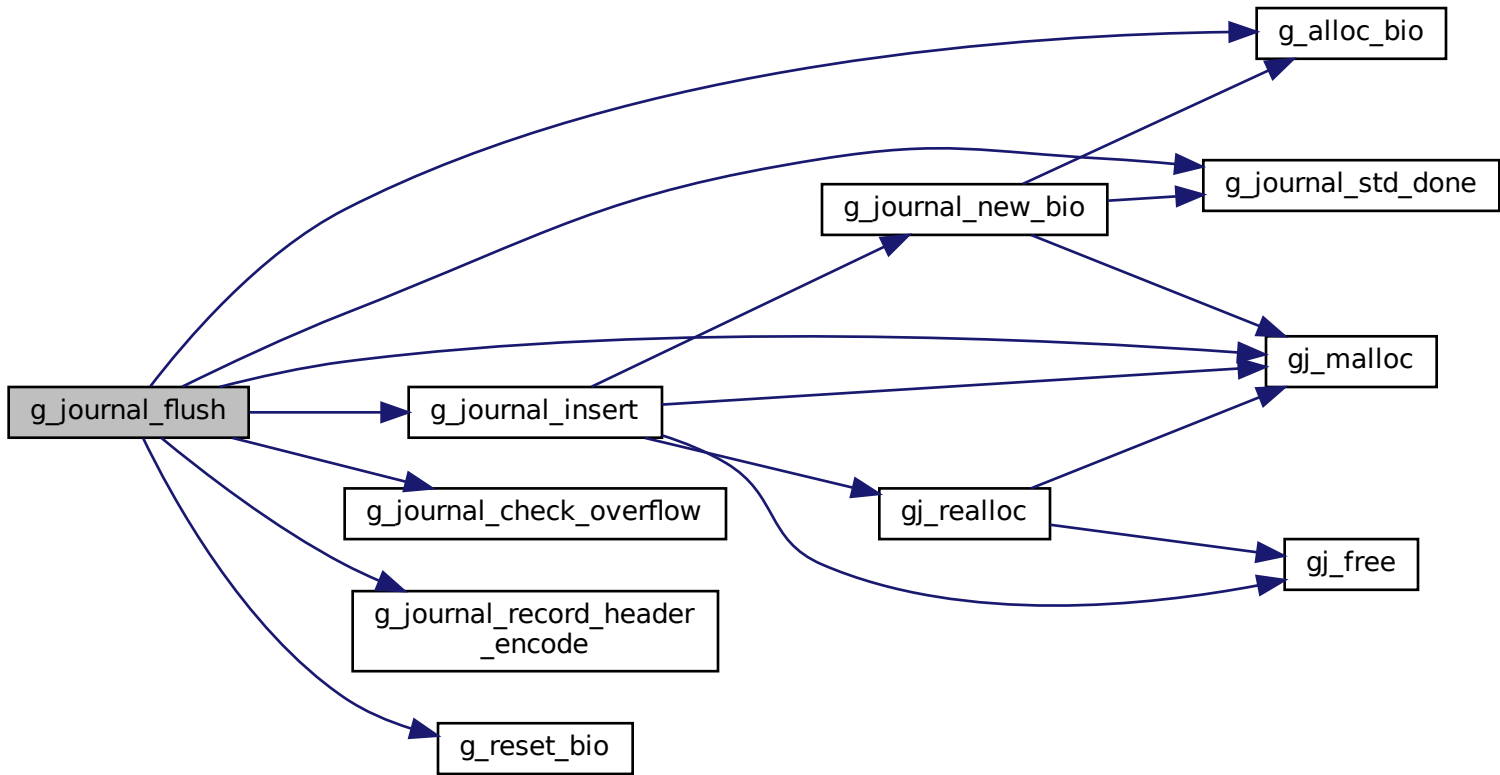 g_alloc_bio
g_journal_std_done
g_journal_new_bio
gj_malloc
g_journal_flush
g_journal_insert
g_journal_check_overflow
gj_realloc
gj_free
g_journal_record_header
_encode
g_reset_bio